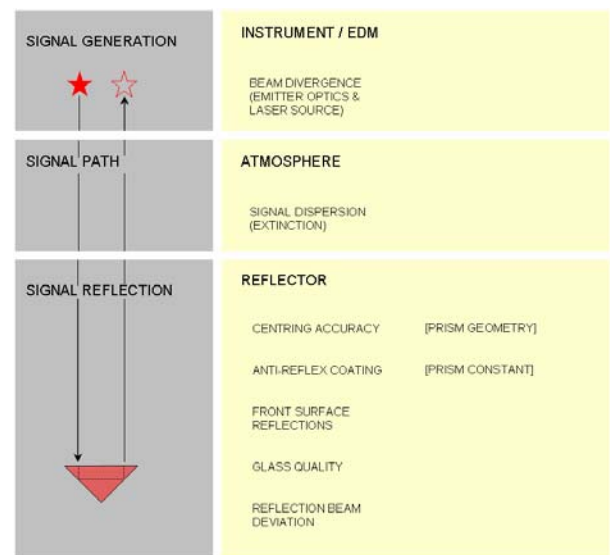 SIGNAL GENERATION
INSTRUMENT / EDM
BEAM DIVERGENCE
(EMITTER OPTICS &
LASER SOURCE)
SIGNAL PATH
ATMOSPHERE
SIGNAL DISPERSION
(EXTINCTION)
SIGNAL REFLECTION
REFLECTOR
CENTRING ACCURACY [PRISM GEOMETRY]
ANTI-REFLEX COATING [PRISM CONSTANT]
FRONT SURFACE
REFLECTIONS
GLASS QUALITY
REFLECTION BEAM
DEVIATION